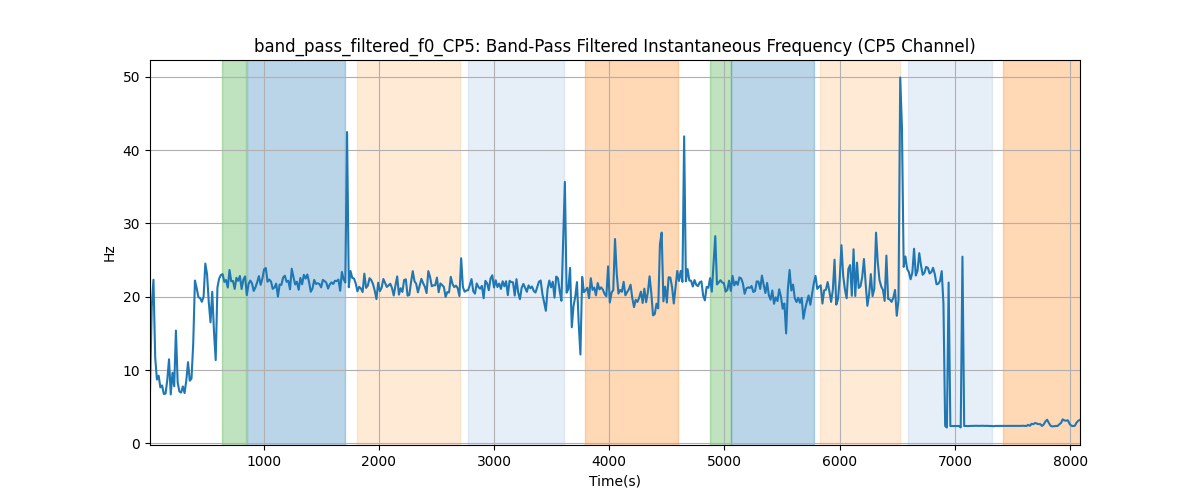 band_pass_filtered_f0_CP5: Band-Pass Filtered Instantaneous Frequency (CP5 Channel)
50
40
30
20
10
0
Hz
1000 2000 3000 4000 5000 6000 7000 8000
Time(s)